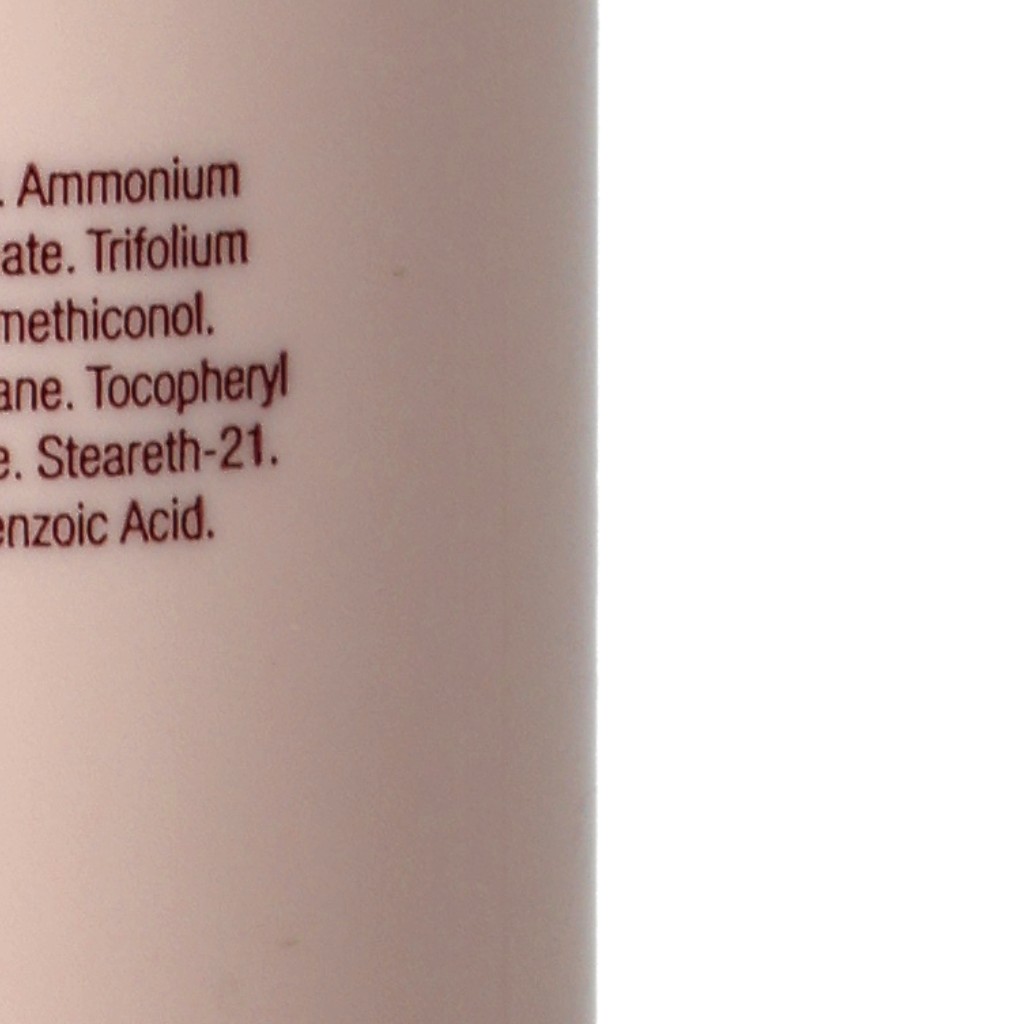 . Ammonium
ate. Trifolium
methiconol.
ane. Tocopheryl
e. Steareth-21.
enzoic Acid.